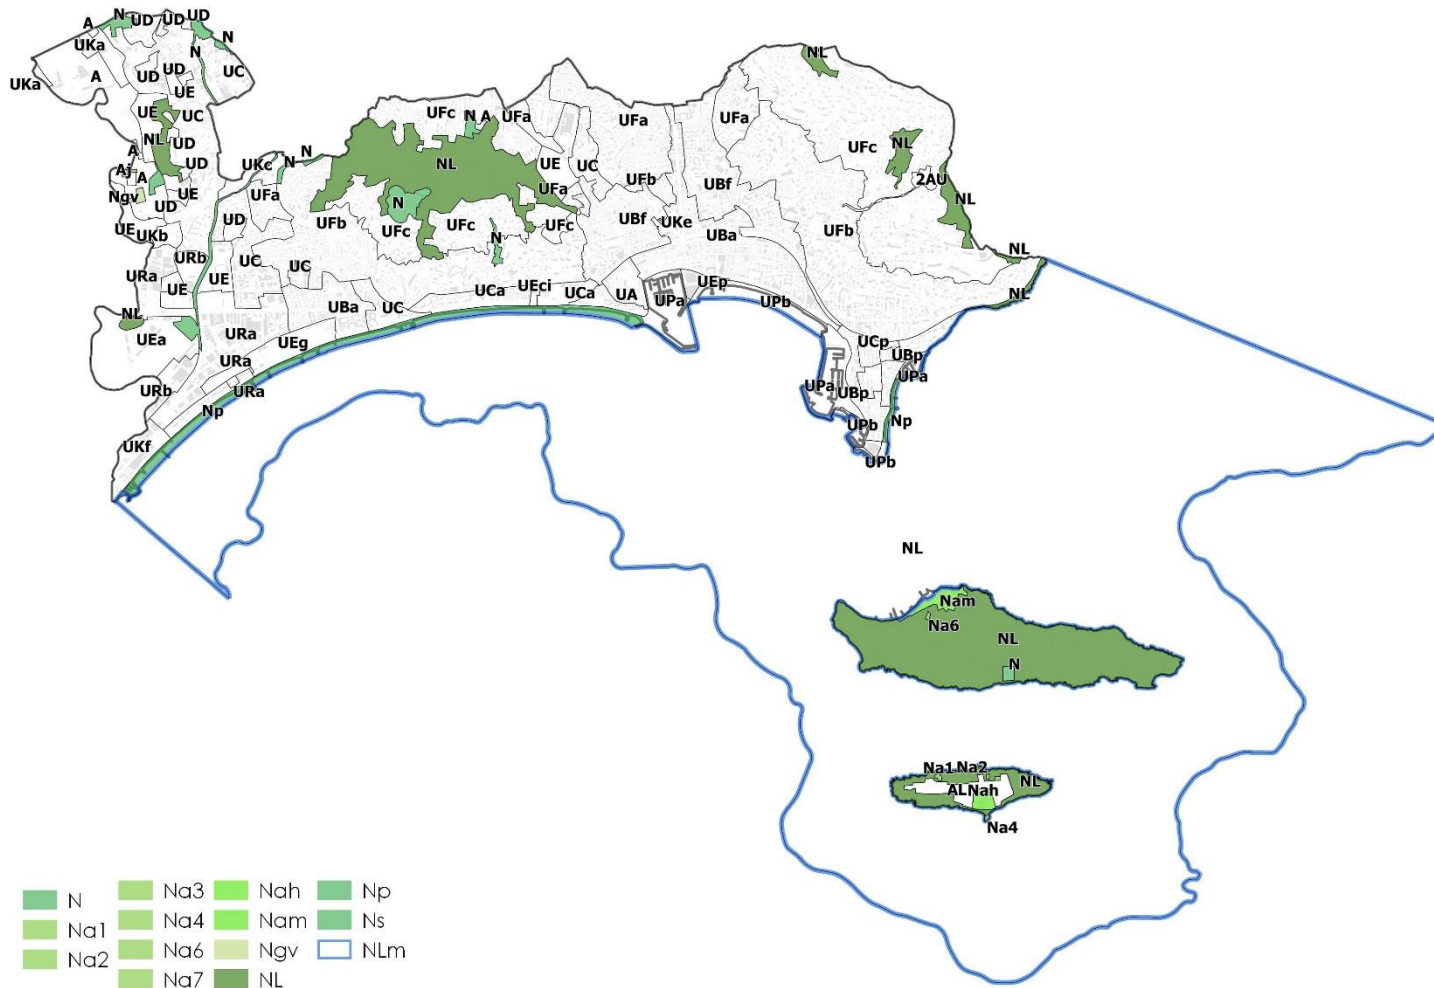 N UD UD UD
A
UKa N
N
UKa A UD UD UC
UE
UE UC
NL UD
A UD
Aj A
Ngv UE
UD
UE UKb
URb
URa
UE
NL
UEa
UD
UC
UE
UC
URa
UEg
URa
URb
URa
Np
UKf
UKc N N
UFa
UFc N A UFa
NL
UE UC
UFa
UFb N
UFc UFc UFc
N
UBa UC UCa UEci UCa UA
UFa
UFa
UFb
UBf
UBf UKe
UBa
NL
UFc NL
2AU
NL
UFb
NL
NL
UPa UEp UPb
UCp
UBp
UPa
UPa UBp
Np
UPb
UPb
NL
Nam
Na6
NL
N
Na1 Na2
ALNah NL
Na4
N
Na1
Na2
Na3
Na4
Na6
Na7
Nah
Nam
Ngv
NL
Np
Ns
NLm